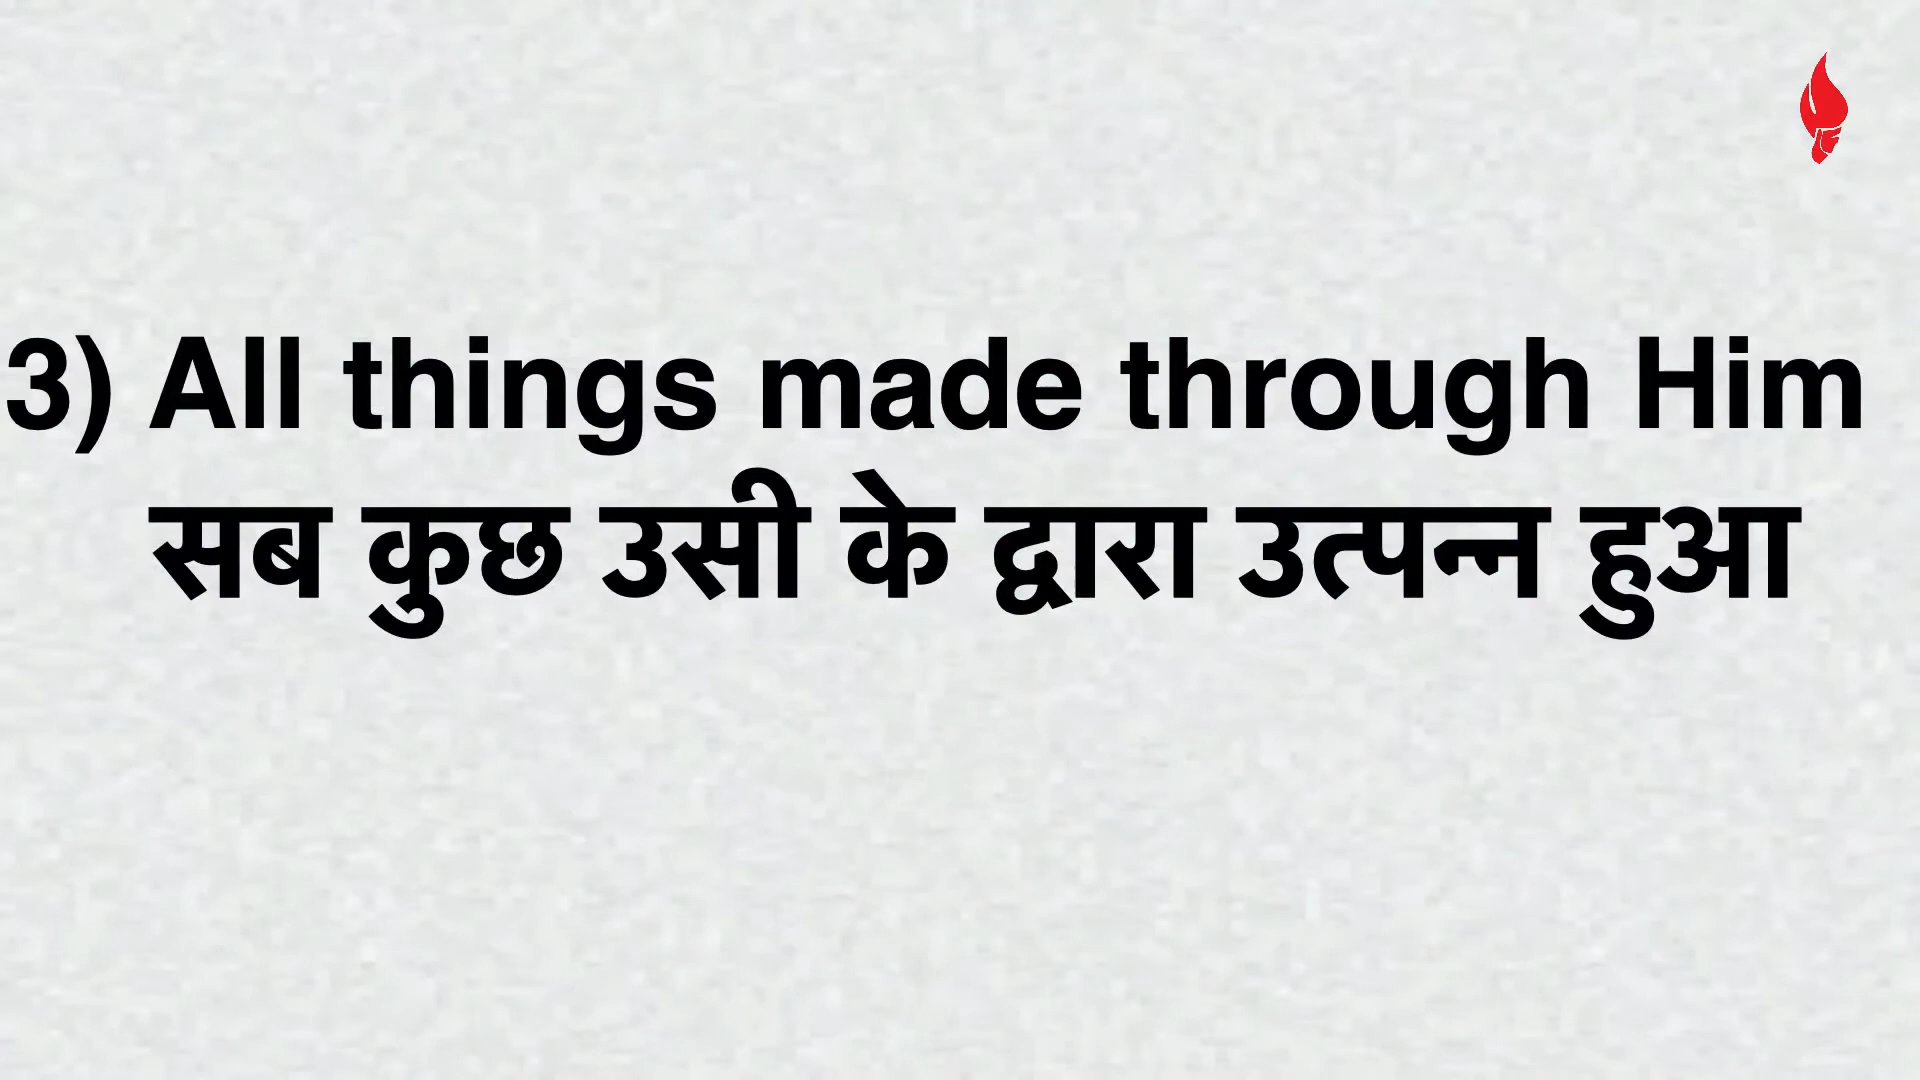 3) All things made through Him
सब कुछ उसी के द्वारा उत्पन्न हुआ